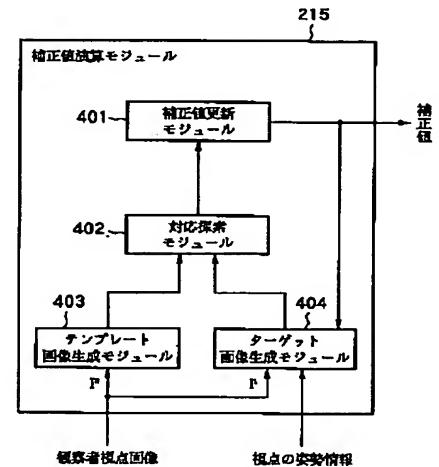 215
補正値演算モジュール
401
補正値更新
モジュール
補正値
402
対応探索
モジュール
403
テンプレート
画像生成モジュール
404
ターゲット
画像生成モジュール
観察者視点画像
視点の姿勢情報